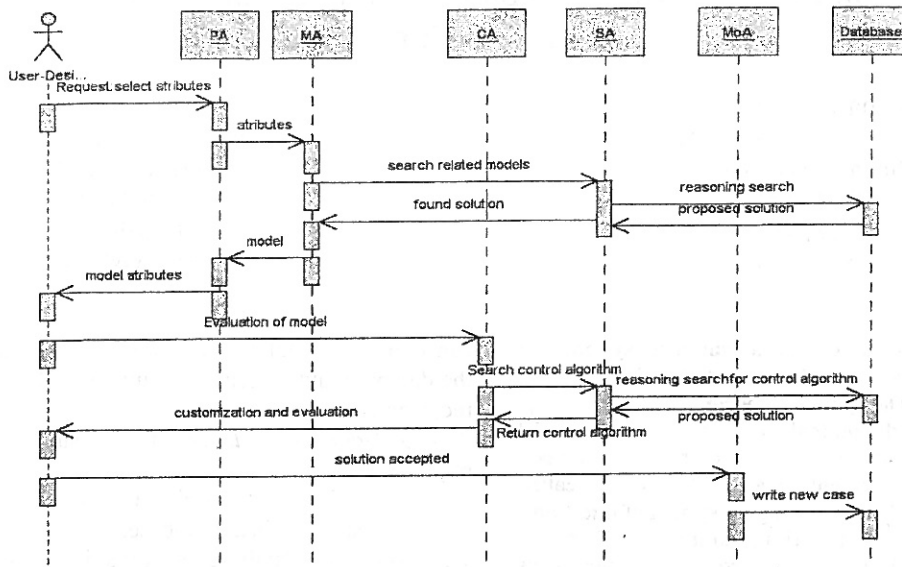 PA
MA
CA
SA
MoA
Database
User-Desi...
Request select atributes
atributes
search related models
reasoning search
found solution
proposed solution
model
model atributes
Evaluation of model
Search control algorithm
reasoning searchfor control algorithm
customization and evaluation
Return control algorithm
proposed solution
solution accepted
write new case